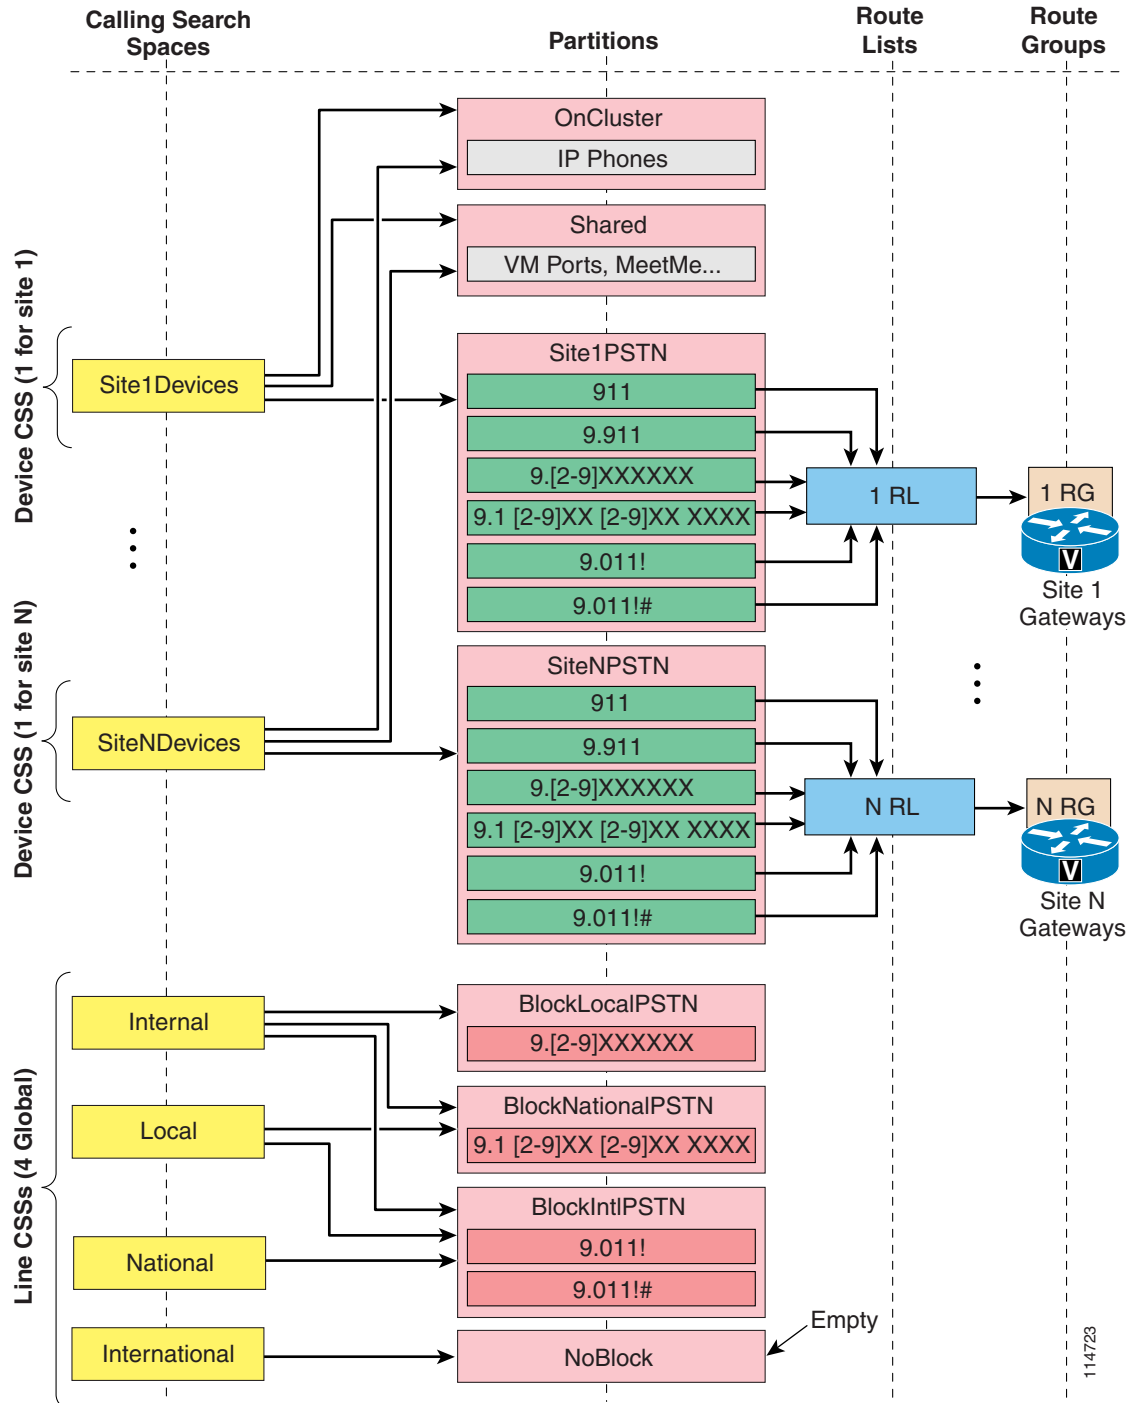 Calling Search
Spaces
Partitions
Route
Lists
Route
Groups
OnCluster
IP Phones
Shared
VM Ports, MeetMe...
Device CSS (1 for site 1)
Site1Devices
Site1PSTN
911
9.911
9.[2-9]XXXXXX
9.1 [2-9]XX [2-9]XX XXXX
9.011!
9.011!#
1 RL
1 RG
V
Site 1
Gateways
Device CSS (1 for site N)
SiteNDevices
SiteNPSTN
911
9.911
9.[2-9]XXXXXX
9.1 [2-9]XX [2-9]XX XXXX
9.011!
9.011!#
N RL
N RG
V
Site N
Gateways
Line CSSs (4 Global)
Internal
Local
National
International
BlockLocalPSTN
9.[2-9]XXXXXX
BlockNationalPSTN
9.1 [2-9]XX [2-9]XX XXXX
BlockIntlPSTN
9.011!
9.011!#
NoBlock
Empty
114723